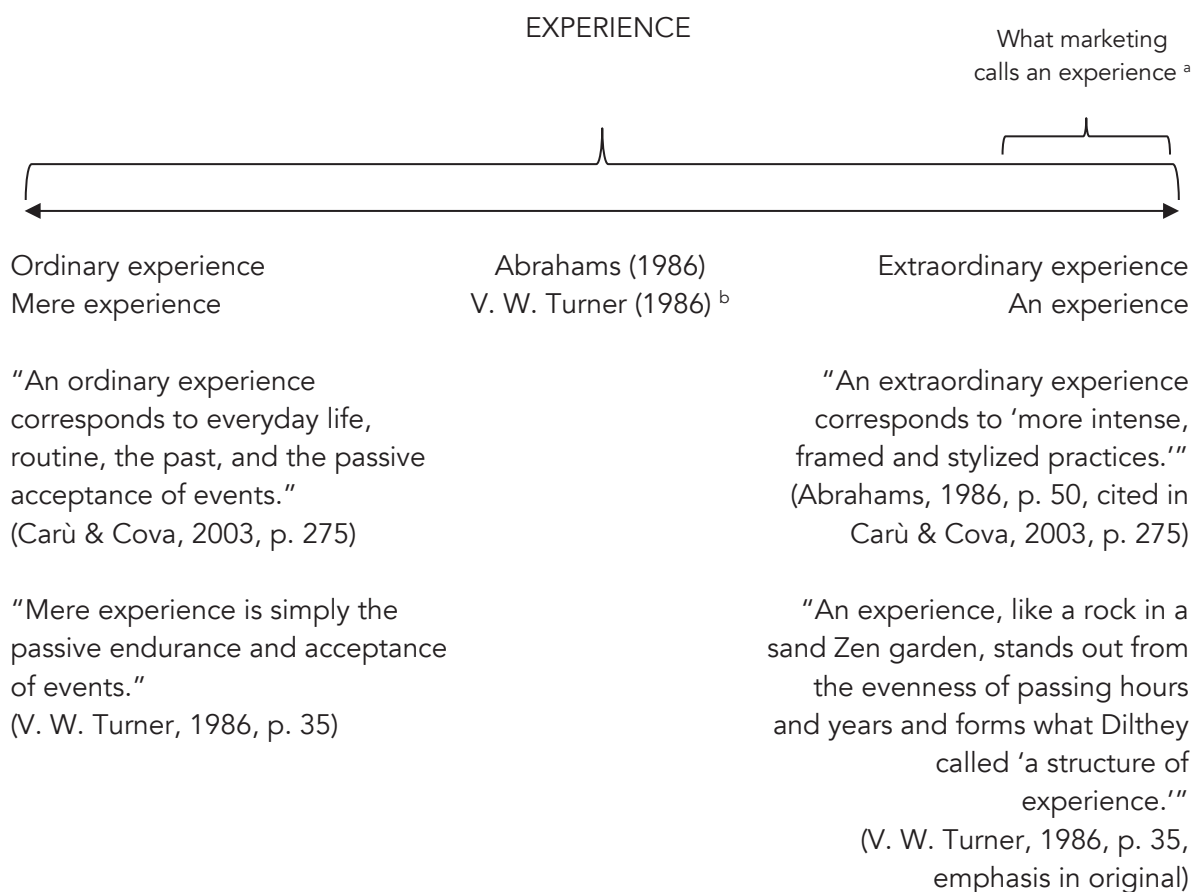 EXPERIENCE
What marketing
calls an experience ᵃ
Ordinary experience
Mere experience
Abrahams (1986)
V. W. Turner (1986) ᵇ
Extraordinary experience
An experience
“An ordinary experience
corresponds to everyday life,
routine, the past, and the passive
acceptance of events.”
(Carù & Cova, 2003, p. 275)
“An extraordinary experience
corresponds to ‘more intense,
framed and stylized practices.’”
(Abrahams, 1986, p. 50, cited in
Carù & Cova, 2003, p. 275)
“Mere experience is simply the
passive endurance and acceptance
of events.”
(V. W. Turner, 1986, p. 35)
“An experience, like a rock in a
sand Zen garden, stands out from
the evenness of passing hours
and years and forms what Dilthey
called ‘a structure of
experience.’”
(V. W. Turner, 1986, p. 35,
emphasis in original)